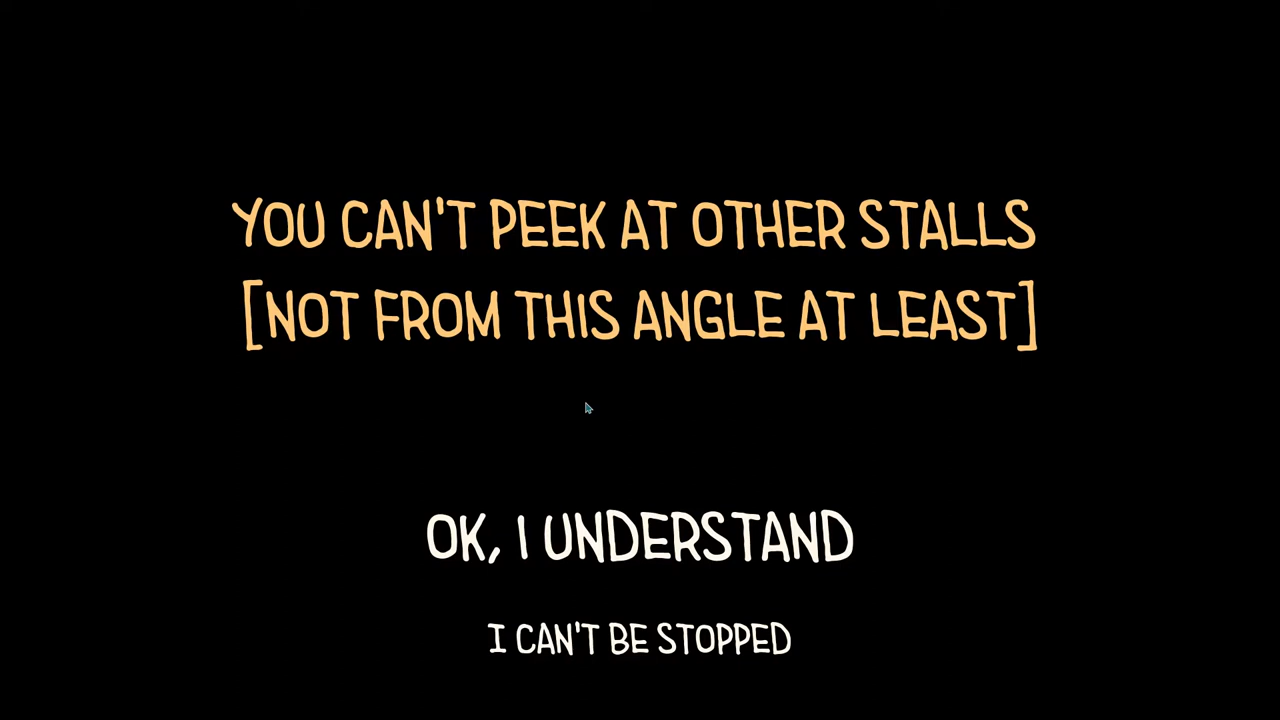 YOU CAN'T PEEK AT OTHER STALLS
[NOT FROM THIS ANGLE AT LEAST]
OK, I UNDERSTAND
I CAN'T BE STOPPED